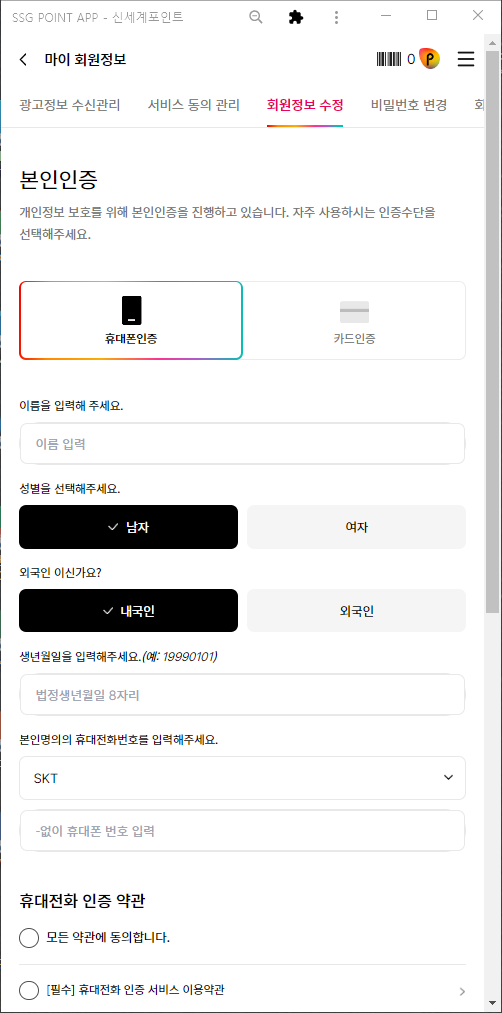 SSG POINT APP - 신세계포인트
마이 회원정보
0 P
광고정보 수신관리 서비스 동의 관리 회원정보 수정 비밀번호 변경
본인인증
개인정보 보호를 위해 본인인증을 진행하고 있습니다. 자주 사용하시는 인증수단을
선택해주세요.
휴대폰인증 카드인증
이름을 입력해 주세요.
이름 입력
성별을 선택해주세요.
남자 여자
외국인 이신가요?
내국인 외국인
생년월일을 입력해주세요.(예: 19990101)
법정생년월일 8자리
본인명의의 휴대전화번호를 입력해주세요.
SKT
-없이 휴대폰 번호 입력
휴대전화 인증 약관
모든 약관에 동의합니다.
[필수] 휴대전화 인증 서비스 이용약관